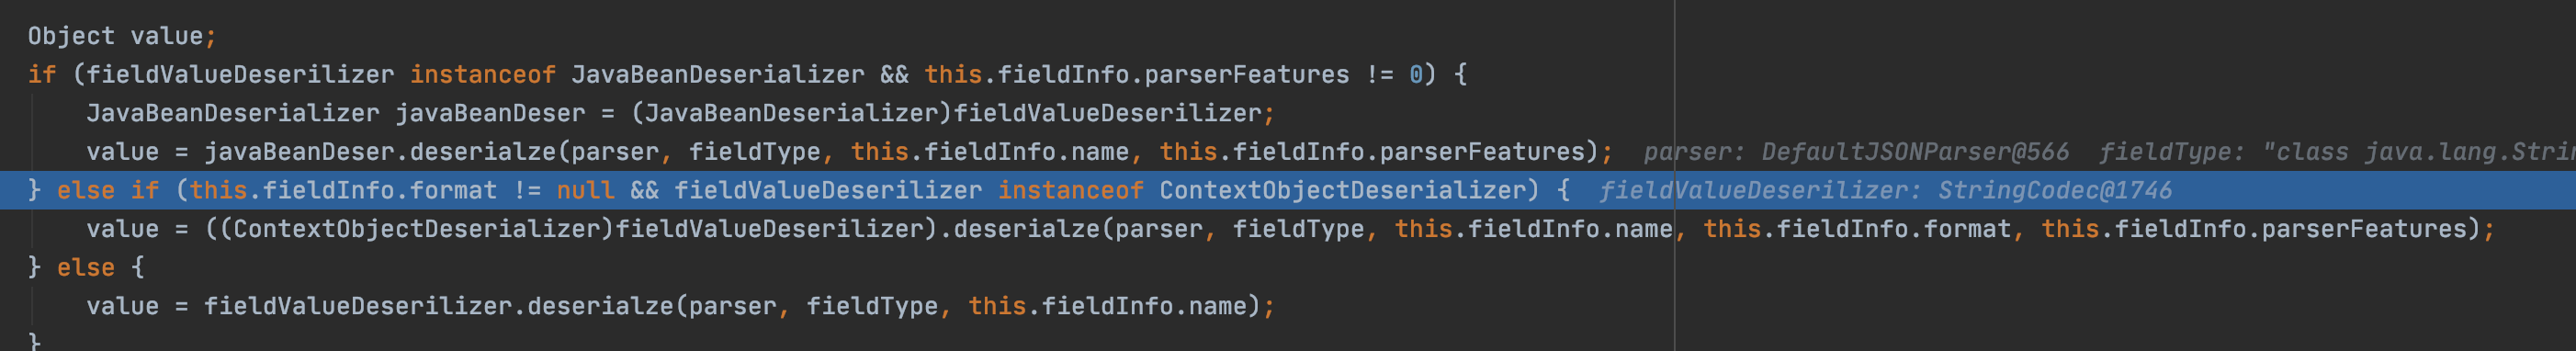 Object value;
if (fieldValueDeserilizer instanceof JavaBeanDeserializer && this.fieldInfo.parserFeatures != 0) {
    JavaBeanDeserializer javaBeanDeser = (JavaBeanDeserializer)fieldValueDeserilizer;
    value = javaBeanDeser.deserialze(parser, fieldType, this.fieldInfo.name, this.fieldInfo.parserFeatures);  parser: DefaultJSONParser@566  fieldType: "class java.lang.Strin
} else if (this.fieldInfo.format != null && fieldValueDeserilizer instanceof ContextObjectDeserializer) {  fieldValueDeserilizer: StringCodec@1746
    value = ((ContextObjectDeserializer)fieldValueDeserilizer).deserialze(parser, fieldType, this.fieldInfo.name, this.fieldInfo.format, this.fieldInfo.parserFeatures);
} else {
    value = fieldValueDeserilizer.deserialze(parser, fieldType, this.fieldInfo.name);
}